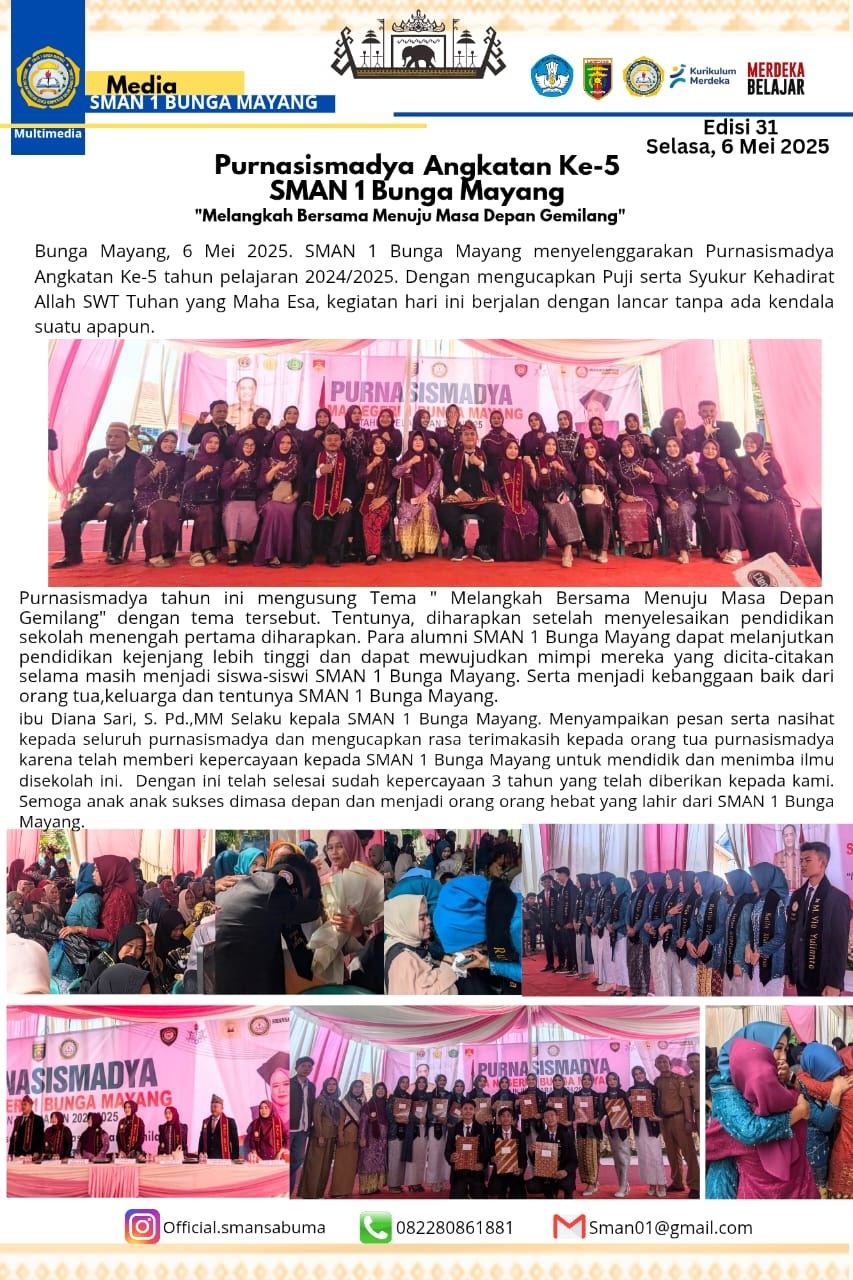 Multimedia
Media
SMAN 1 BUNGA MAYANG
Kurikulum
Merdeka
MERDEKA
BELAJAR
Edisi 31
Selasa, 6 Mei 2025
Purnasismadya Angkatan Ke-5
SMAN 1 Bunga Mayang
"Melangkah Bersama Menuju Masa Depan Gemilang"
Bunga Mayang, 6 Mei 2025. SMAN 1 Bunga Mayang menyelenggarakan Purnasismadya
Angkatan Ke-5 tahun pelajaran 2024/2025. Dengan mengucapkan Puji serta Syukur Kehadirat
Allah SWT Tuhan yang Maha Esa, kegiatan hari ini berjalan dengan lancar tanpa ada kendala
suatu apapun.
PURNASISMADYA
BUNGA MAYANG
Purnasismadya tahun ini mengusung Tema " Melangkah Bersama Menuju Masa Depan
Gemilang" dengan tema tersebut. Tentunya, diharapkan setelah menyelesaikan pendidikan
sekolah menengah pertama diharapkan. Para alumni SMAN 1 Bunga Mayang dapat melanjutkan
pendidikan kejenjang lebih tinggi dan dapat mewujudkan mimpi mereka yang dicita-citakan
selama masih menjadi siswa-siswi SMAN 1 Bunga Mayang. Serta menjadi kebanggaan baik dari
orang tua,keluarga dan tentunya SMAN 1 Bunga Mayang.
ibu Diana Sari, S. Pd.,MM Selaku kepala SMAN 1 Bunga Mayang. Menyampaikan pesan serta nasihat
kepada seluruh purnasismadya dan mengucapkan rasa terimakasih kepada orang tua purnasismadya
karena telah memberi kepercayaan kepada SMAN 1 Bunga Mayang untuk mendidik dan menimba ilmu
disekolah ini. Dengan ini telah selesai sudah kepercayaan 3 tahun yang telah diberikan kepada kami.
Semoga anak anak sukses dimasa depan dan menjadi orang orang hebat yang lahir dari SMAN 1 Bunga
Mayang.
M Vio Yulianto
NASISMADYA
BUNGA MAYANG
PURNASISMADYA
BUNGA MAYANG
Official.smansabuma
082280861881
Sman01@gmail.com